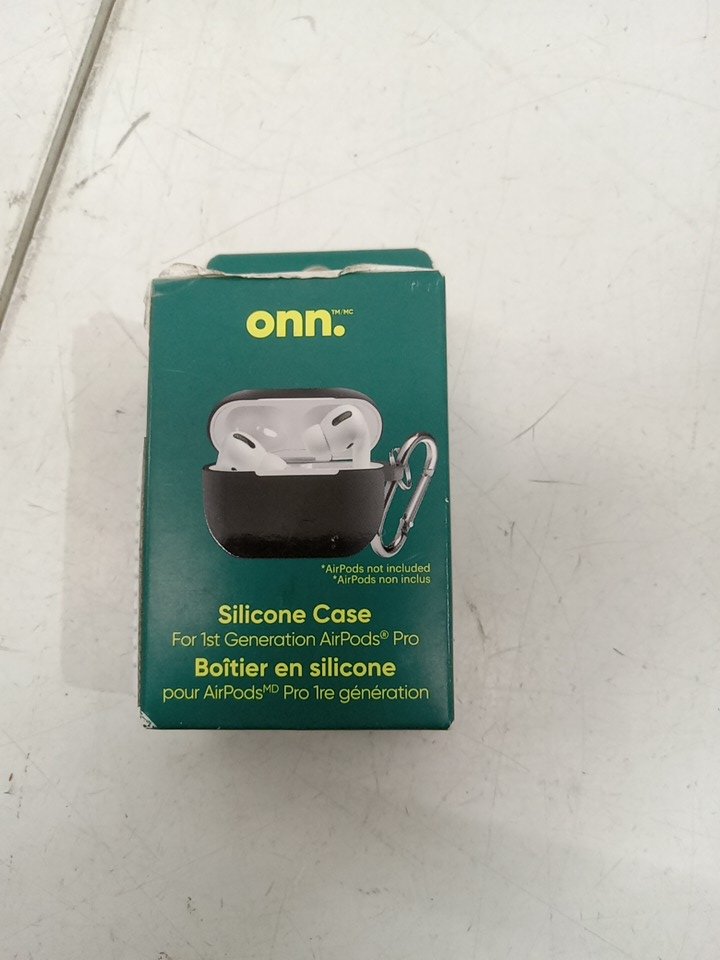 onn.™/MC
*AirPods not included
*AirPods non inclus
Silicone Case
For 1st Generation AirPods® Pro
Boîtier en silicone
pour AirPodsᴹᴰ Pro 1re génération